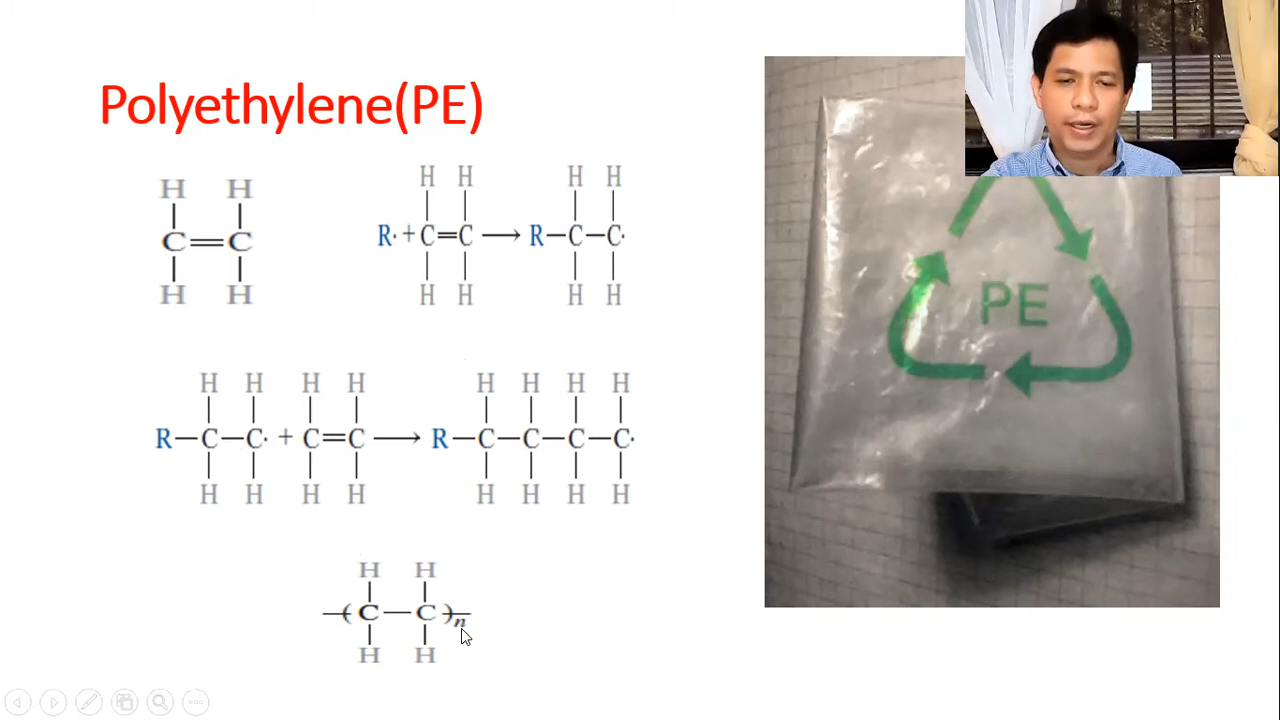 Polyethylene(PE)
H H
C=C
H H
H H H H
R· + C=C ⟶ R—C—C·
H H H H
H H H H H H H H
R—C—C· + C=C ⟶ R—C—C—C—C·
H H H H H H H H
H H
—(C—C)—n
H H
PE